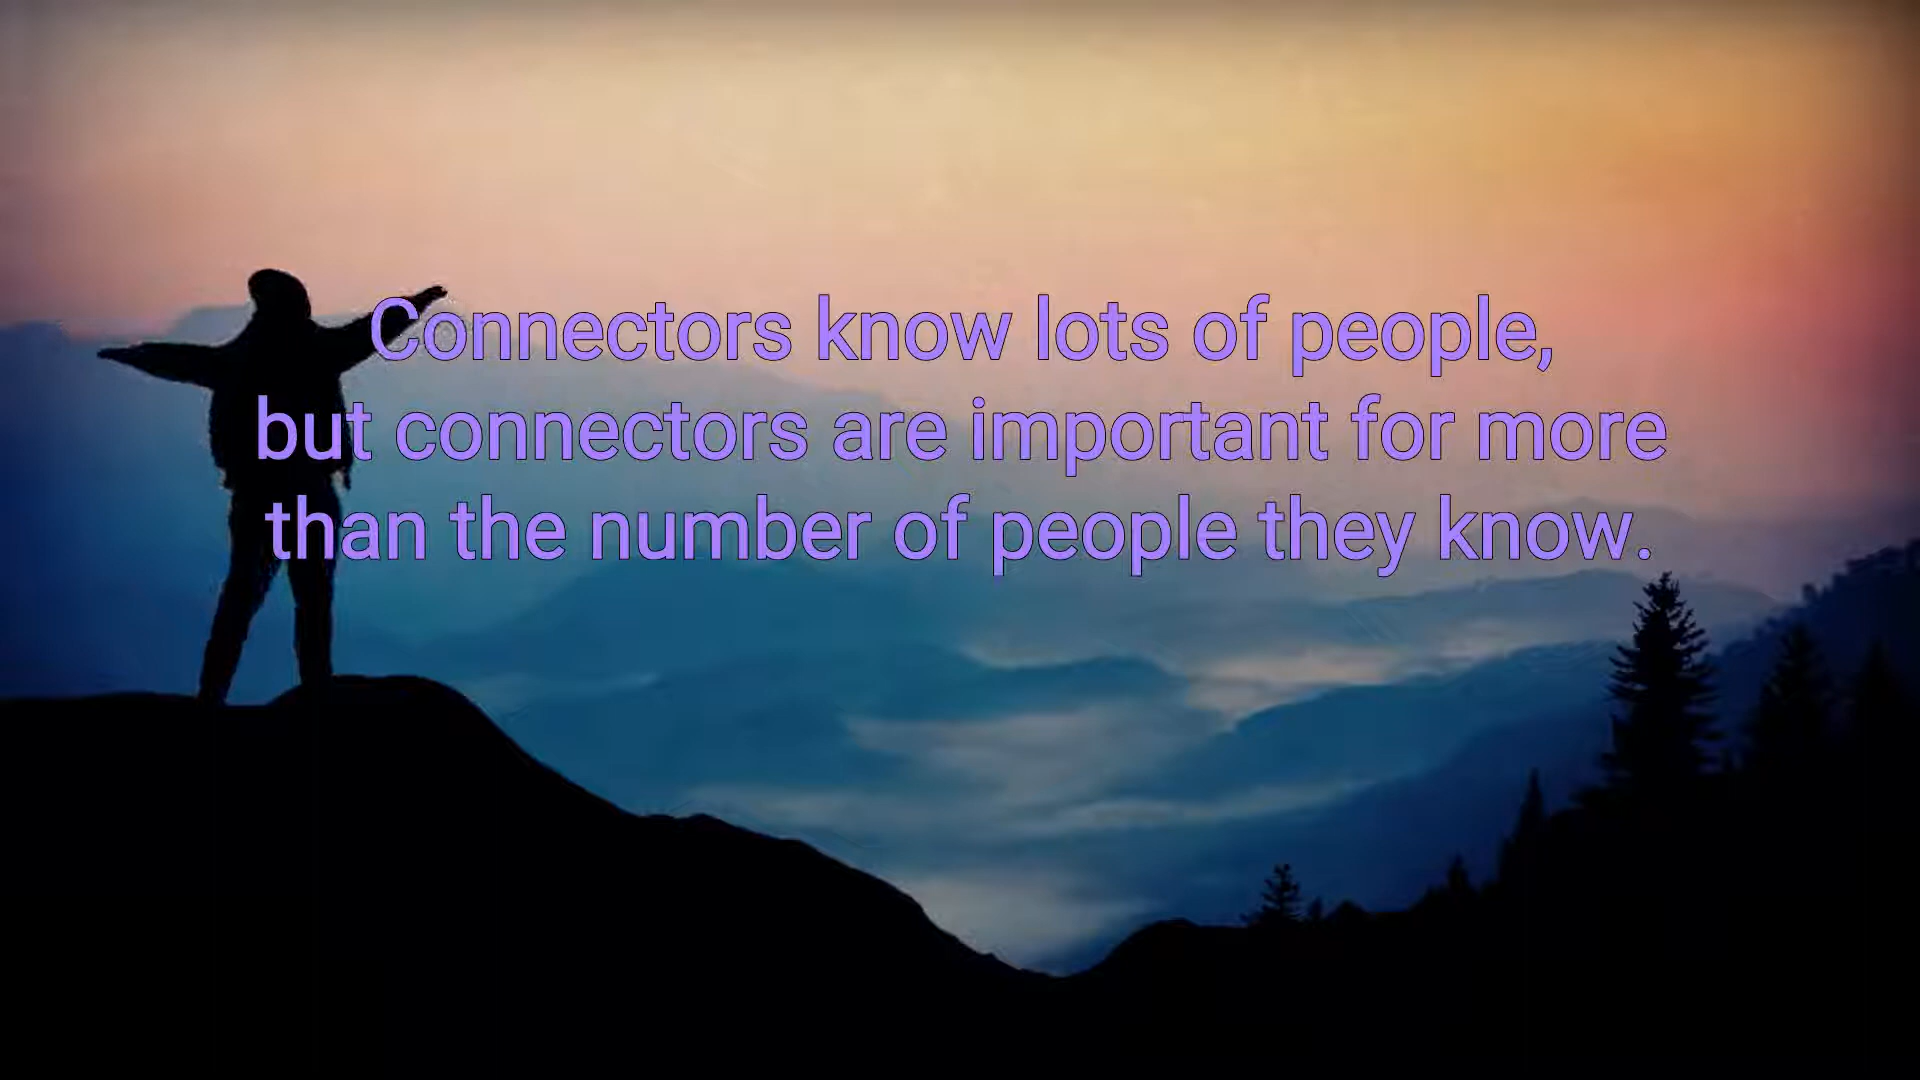 Connectors know lots of people,
but connectors are important for more
than the number of people they know.